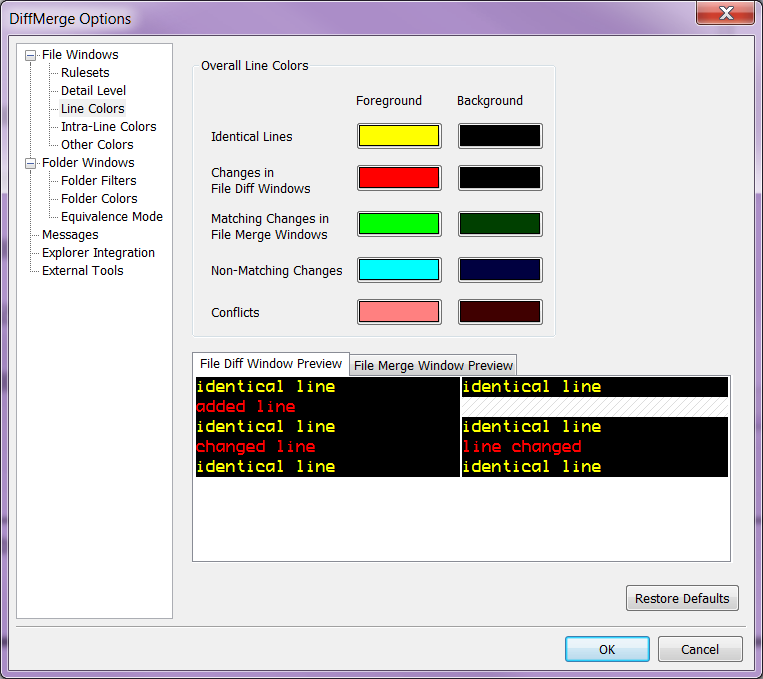 DiffMerge Options
File Windows
Rulesets
Detail Level
Line Colors
Intra-Line Colors
Other Colors
Folder Windows
Folder Filters
Folder Colors
Equivalence Mode
Messages
Explorer Integration
External Tools
Overall Line Colors
Foreground Background
Identical Lines
Changes in
File Diff Windows
Matching Changes in
File Merge Windows
Non-Matching Changes
Conflicts
File Diff Window Preview File Merge Window Preview
identical line identical line
added line
identical line identical line
changed line line changed
identical line identical line
Restore Defaults
OK Cancel